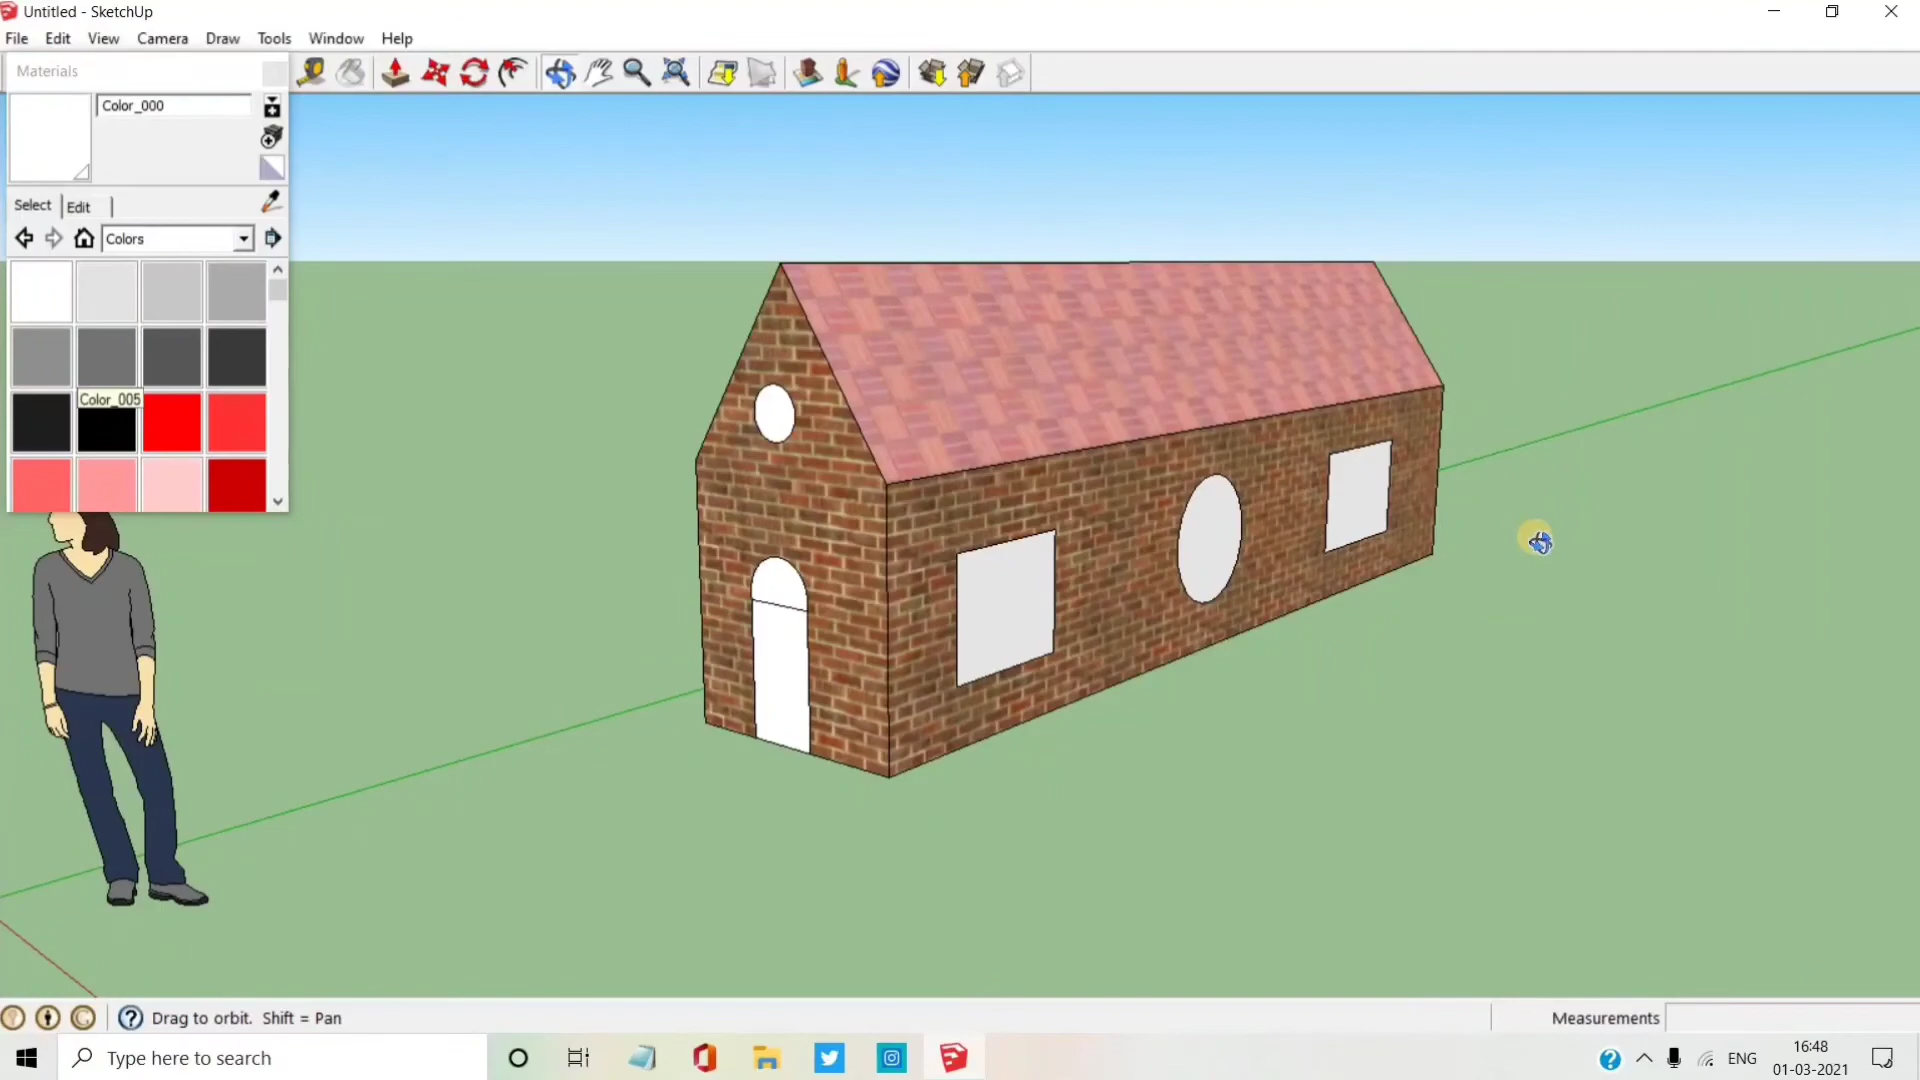 Untitled - SketchUp
File Edit View Camera Draw Tools Window Help
Materials
Color_000
Select Edit
Colors
Color_005
Drag to orbit. Shift = Pan
Measurements
Type here to search
ENG
16:48
01-03-2021